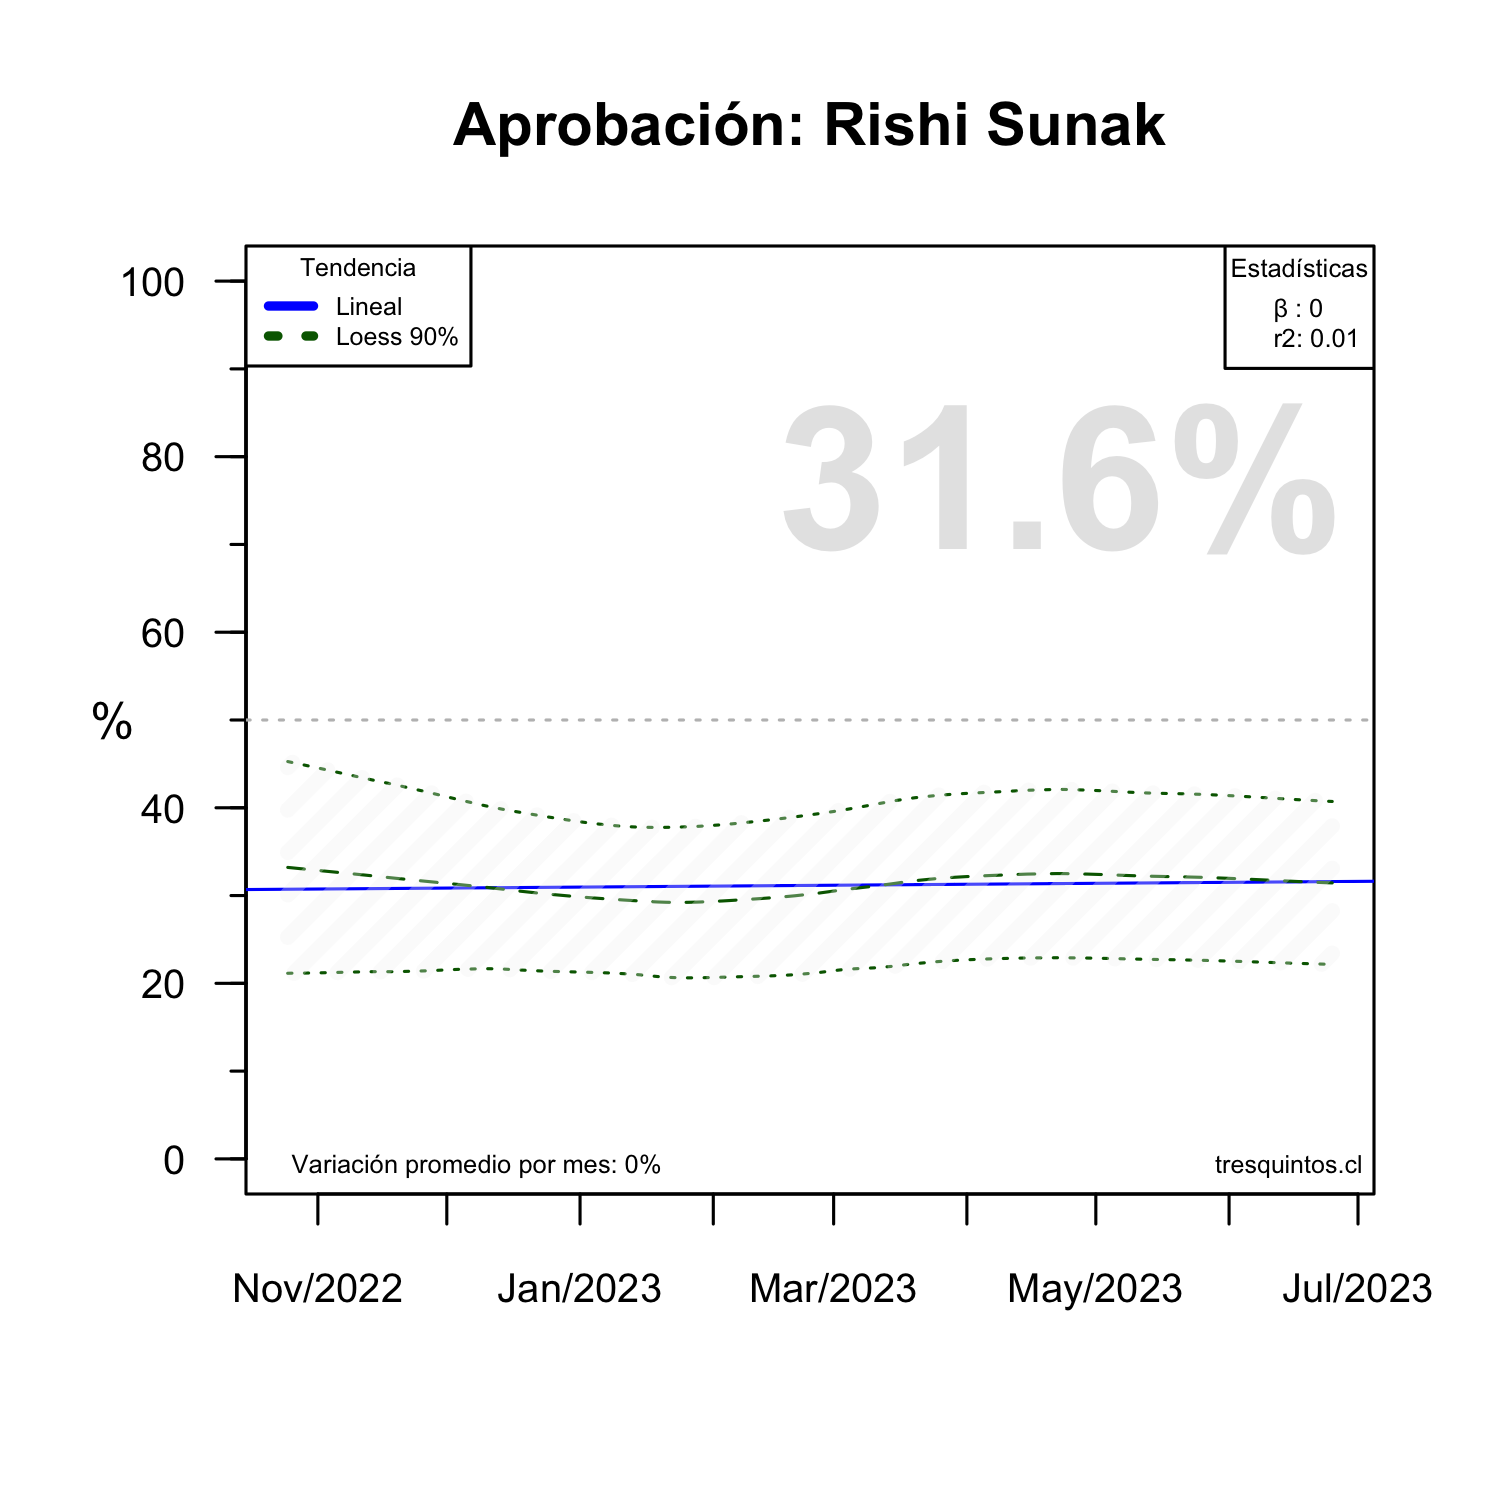 Aprobación: Rishi Sunak
Tendencia
Lineal
Loess 90%
Estadísticas
β : 0
r2: 0.01
31.6%
100
80
60
40
20
0
%
Variación promedio por mes: 0%
tresquintos.cl
Nov/2022 Jan/2023 Mar/2023 May/2023 Jul/2023